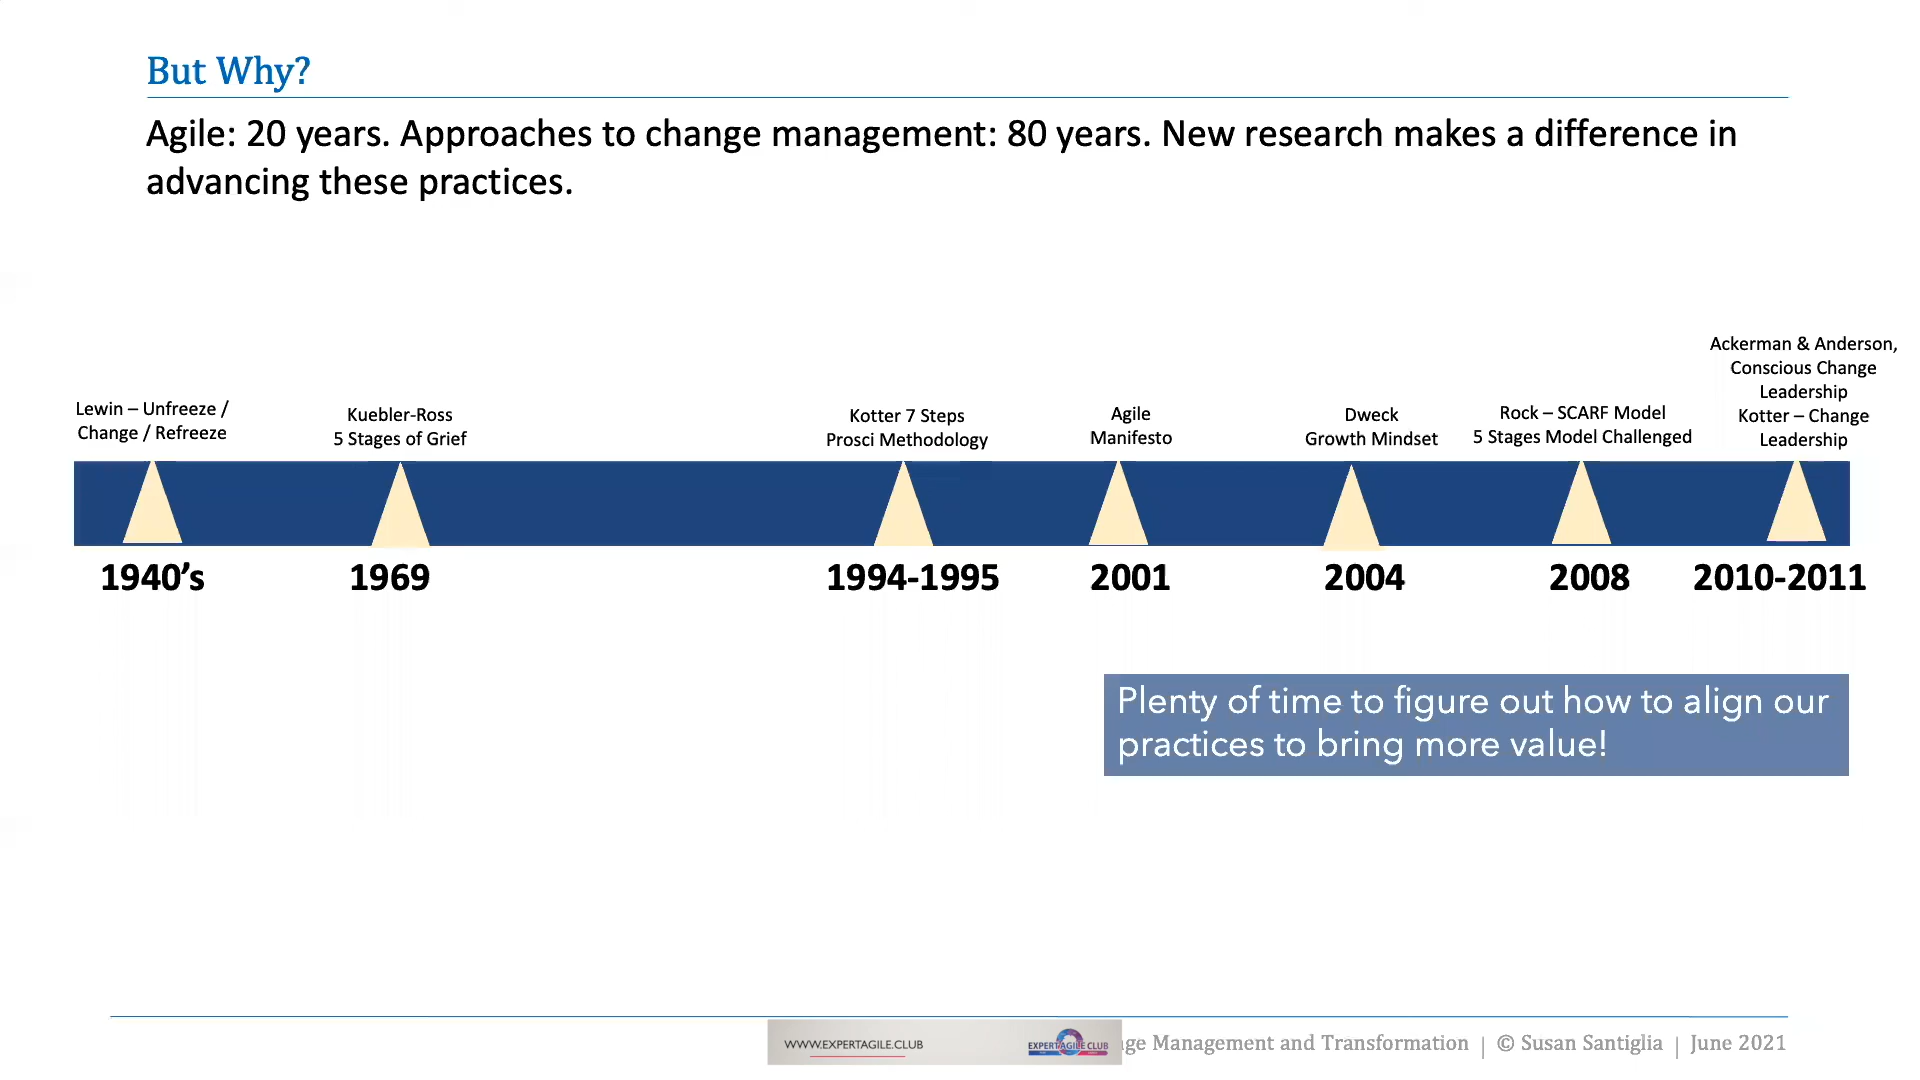 But Why?
Agile: 20 years. Approaches to change management: 80 years. New research makes a difference in
advancing these practices.
Lewin – Unfreeze /
Change / Refreeze
Kuebler-Ross
5 Stages of Grief
Kotter 7 Steps
Prosci Methodology
Agile
Manifesto
Dweck
Growth Mindset
Rock – SCARF Model
5 Stages Model Challenged
Ackerman & Anderson,
Conscious Change
Leadership
Kotter – Change
Leadership
1940’s
1969
1994-1995
2001
2004
2008
2010-2011
Plenty of time to figure out how to align our
practices to bring more value!
WWW.EXPERTAGILE.CLUB
EXPERTAGILE CLUB
Management and Transformation | © Susan Santiglia | June 2021